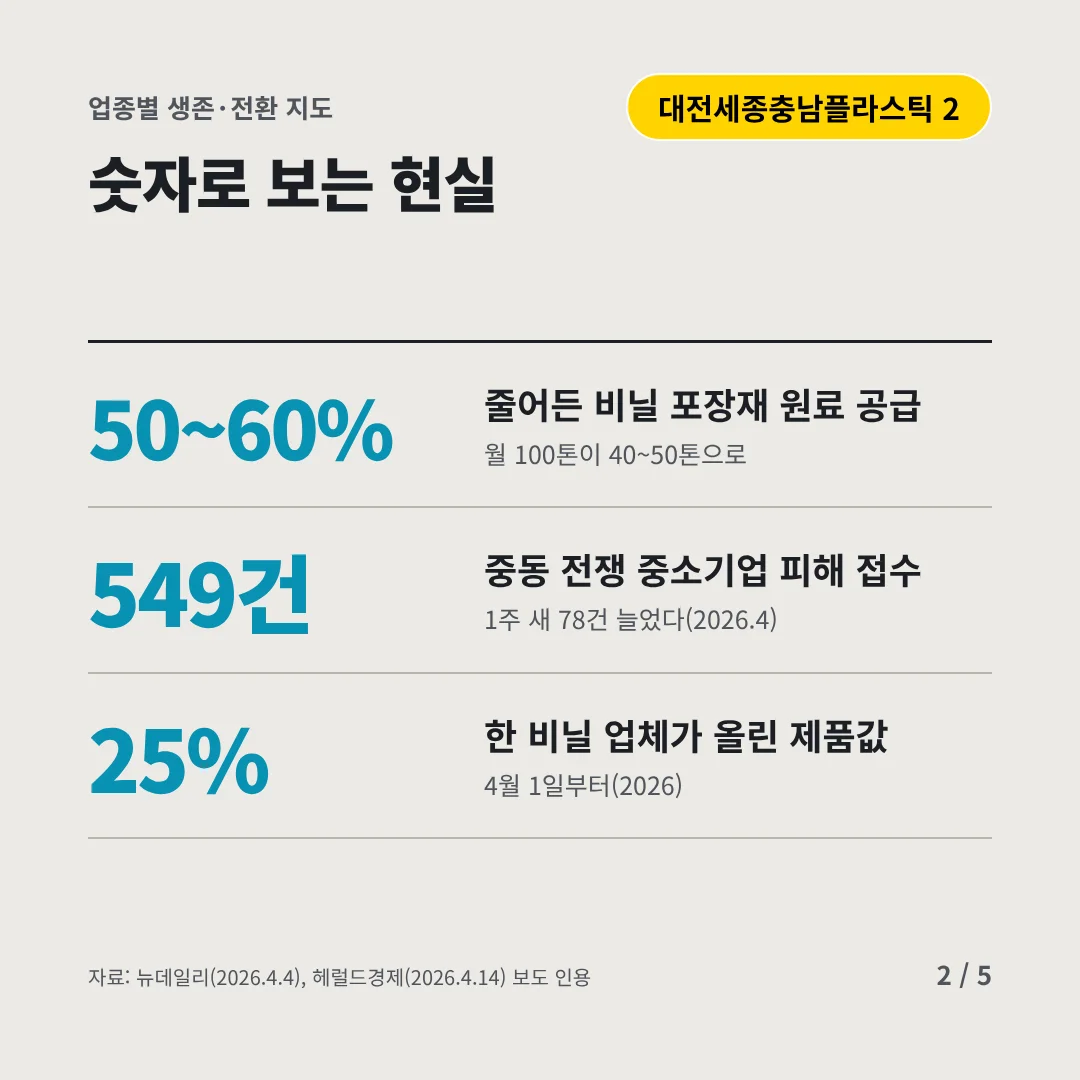 업종별 생존·전환 지도
대전세종충남플라스틱 2
숫자로 보는 현실
50~60%
줄어든 비닐 포장재 원료 공급
월 100톤이 40~50톤으로
549건
중동 전쟁 중소기업 피해 접수
1주 새 78건 늘었다(2026.4)
25%
한 비닐 업체가 올린 제품값
4월 1일부터(2026)
자료: 뉴데일리(2026.4.4), 헤럴드경제(2026.4.14) 보도 인용
2 / 5